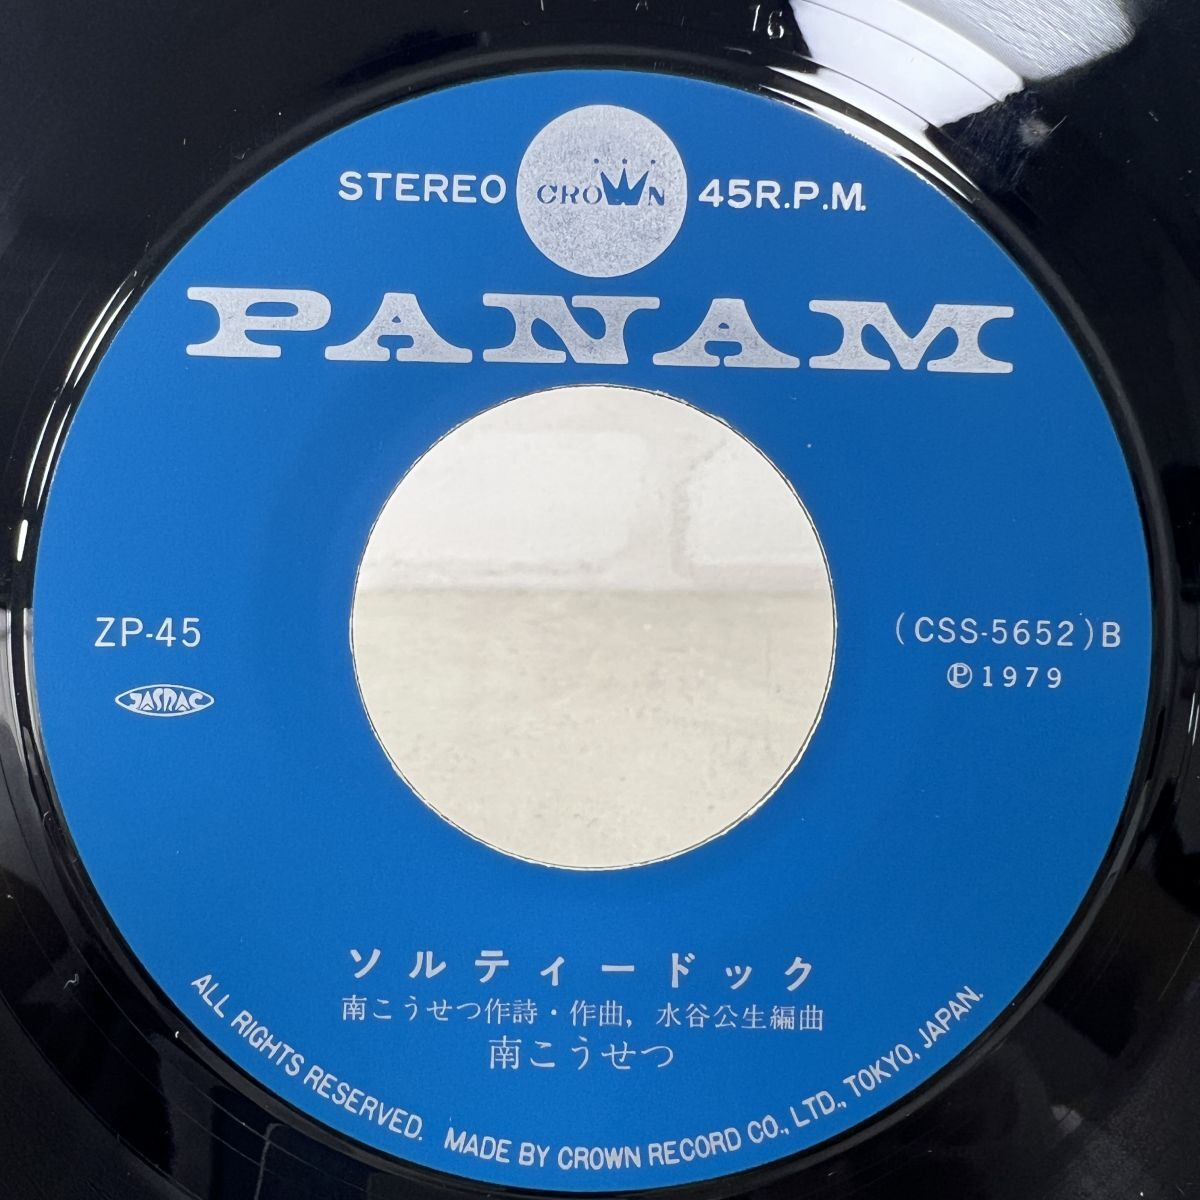 16
STEREO CROWN 45R.P.M.
PANAM
ZP-45
JASRAC
(CSS-5652)B
Ⓟ1979
ソルティードック
南こうせつ作詩・作曲, 水谷公生編曲
南こうせつ
ALL RIGHTS RESERVED. MADE BY CROWN RECORD CO., LTD., TOKYO, JAPAN.